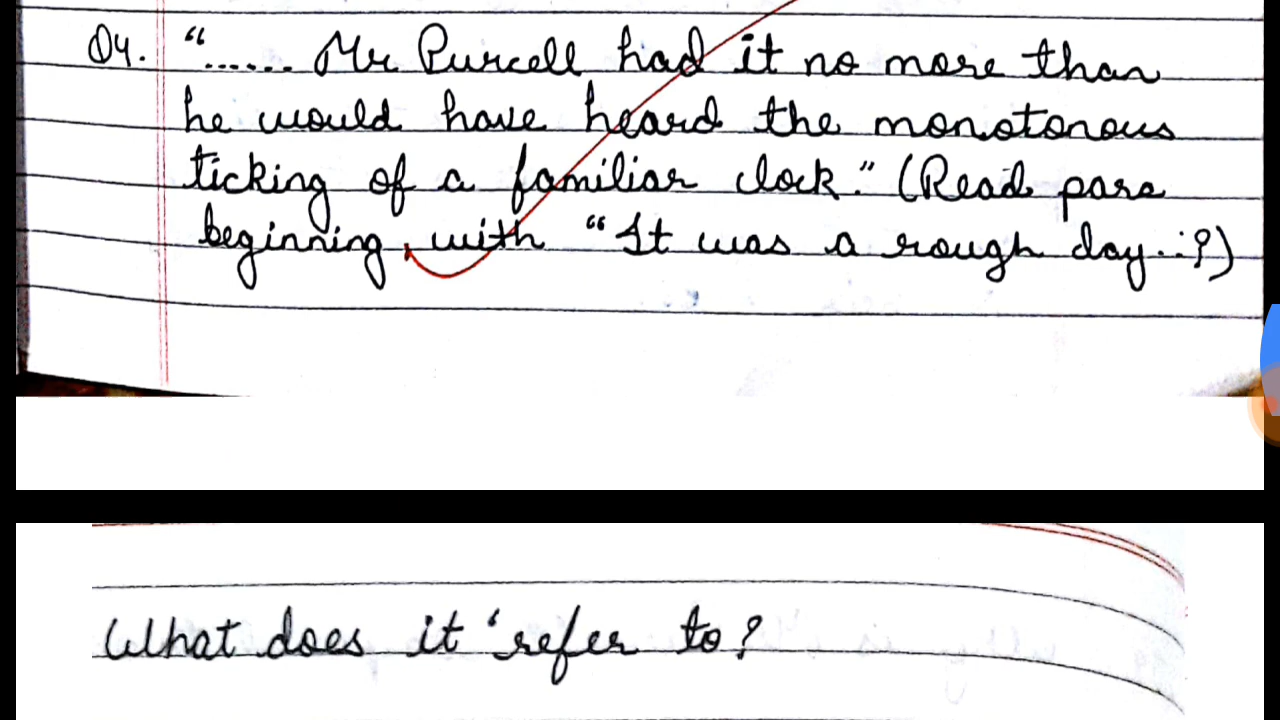 Q4. "...... Mr Purcell had it no more than
he would have heard the monotonous
ticking of a familiar clock." (Read para
beginning with "It was a rough day..?)
What does it 'refer to?